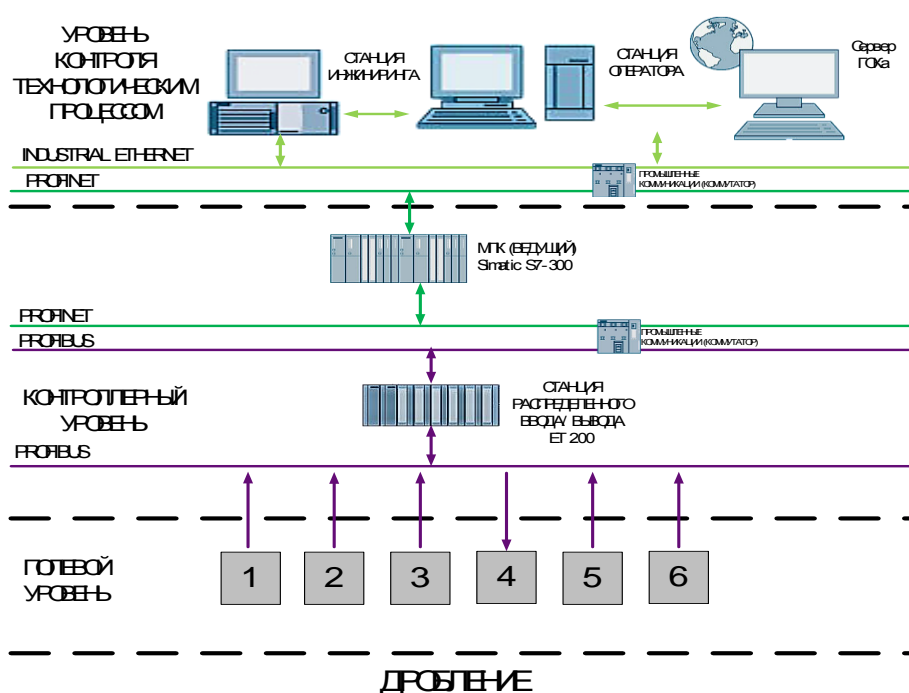 УРОВЕНЬ
КОНТРОЛЯ
ТЕХНОЛОГИЧЕСКИМ
ПРОЦЕССОМ
СТАНЦИЯ
ИНЖИНИРИНГА
СТАНЦИЯ
ОПЕРАТОРА
Сервер
ГОКа
INDUSTRIAL ETHERNET
PROFINET
ПРОМЫШЛЕННЫЕ
КОММУНИКАЦИИ (КОММУТАТОР)
МПК (ВЕДУЩИЙ)
Simatic S7-300
PROFINET
PROFIBUS
ПРОМЫШЛЕННЫЕ
КОММУНИКАЦИИ (КОММУТАТОР)
КОНТРОЛЛЕРНЫЙ
УРОВЕНЬ
СТАНЦИЯ
РАСПРЕДЕЛЕННОГО
ВВОДА/ ВЫВОДА
ET 200
PROFIBUS
ПОЛЕВОЙ
УРОВЕНЬ
1 2 3 4 5 6
ДРОБЛЕНИЕ